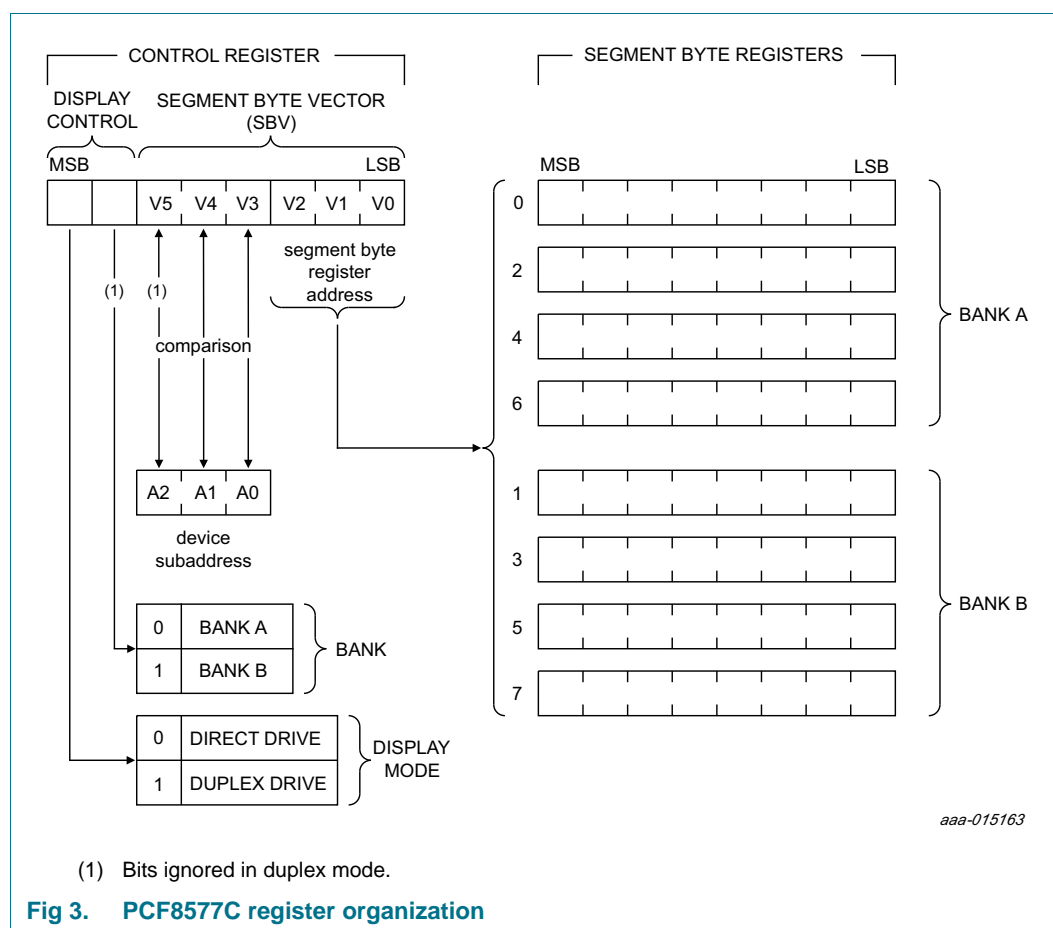 CONTROL REGISTER
DISPLAY
CONTROL
SEGMENT BYTE VECTOR
(SBV)
MSB
LSB
V5 V4 V3 V2 V1 V0
(1)
(1)
segment byte
register
address
comparison
A2 A1 A0
device
subaddress
0 BANK A
1 BANK B
BANK
0 DIRECT DRIVE
1 DUPLEX DRIVE
DISPLAY
MODE
SEGMENT BYTE REGISTERS
MSB
LSB
0
2
4
6
BANK A
1
3
5
7
BANK B
aaa-015163
(1) Bits ignored in duplex mode.
Fig 3. PCF8577C register organization